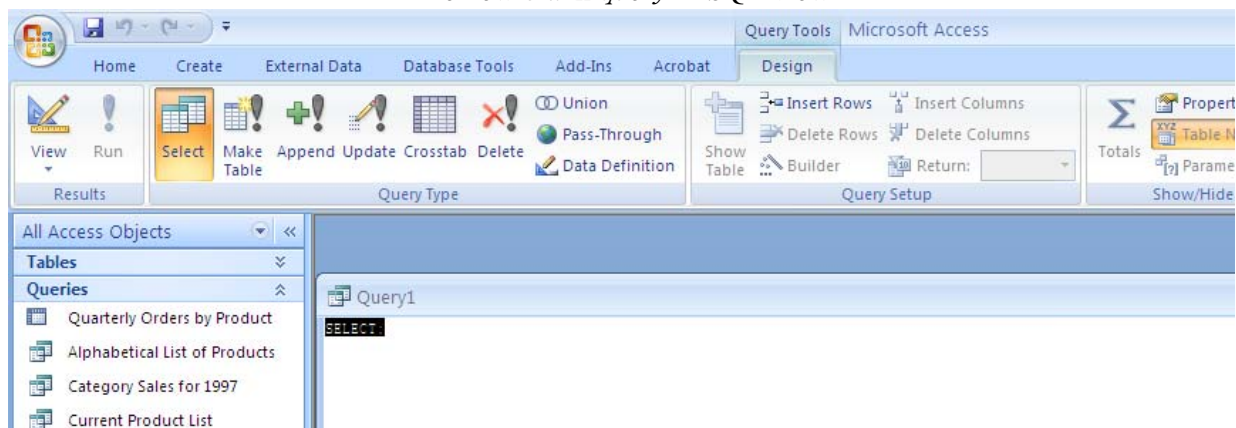 Query Tools Microsoft Access
Home Create External Data Database Tools Add-Ins Acrobat Design
View
Run
Select
Make Table
Append
Update
Crosstab
Delete
Union
Pass-Through
Data Definition
Show Table
Insert Rows
Delete Rows
Builder
Insert Columns
Delete Columns
Return:
Totals
XYZ
Results
Query Type
Query Setup
Show/Hide
All Access Objects
Tables
Queries
Quarterly Orders by Product
Alphabetical List of Products
Category Sales for 1997
Current Product List
Query1
SELECT;